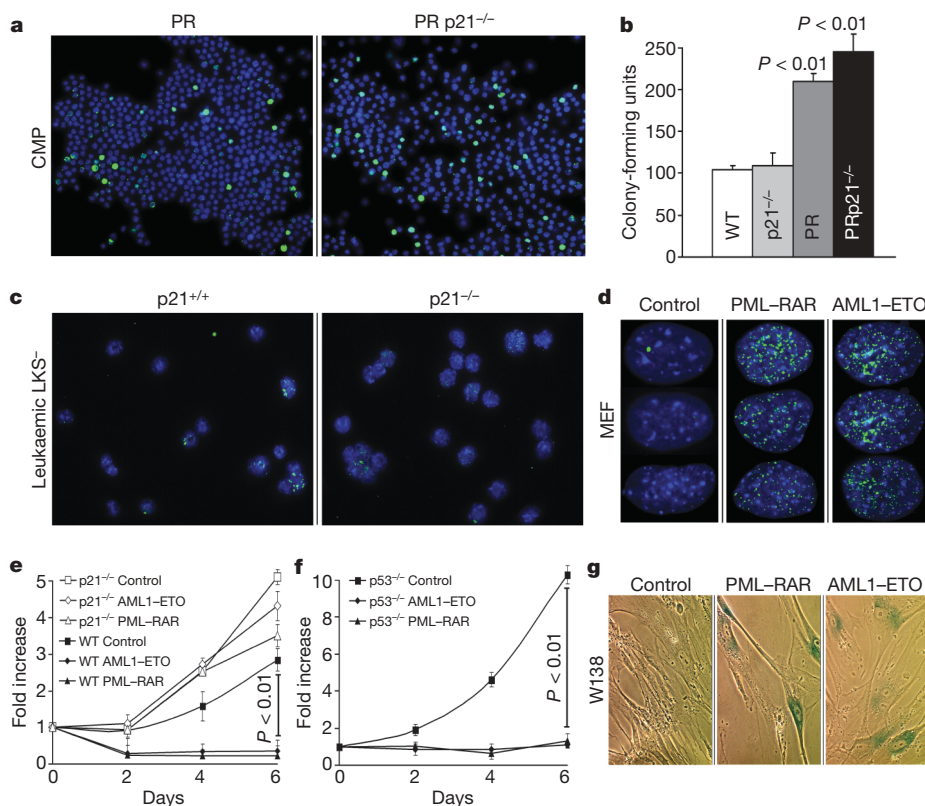 a
PR
PR p21⁻/⁻
CMP
b
Colony-forming units
250
200
150
100
50
0
P < 0.01
P < 0.01
WT
p21⁻/⁻
PR
PRp21⁻/⁻
c
p21⁺/⁺
p21⁻/⁻
Leukaemic LKS⁻
d
Control
PML–RAR
AML1–ETO
MEF
e
Fold increase
5
4
3
2
1
0
p21⁻/⁻ Control
p21⁻/⁻ AML1–ETO
p21⁻/⁻ PML–RAR
WT Control
WT AML1–ETO
WT PML–RAR
P < 0.01
0 2 4 6
Days
f
Fold increase
10
8
6
4
2
0
p53⁻/⁻ Control
p53⁻/⁻ AML1–ETO
p53⁻/⁻ PML–RAR
P < 0.01
0 2 4 6
Days
g
Control
PML–RAR
AML1–ETO
W138